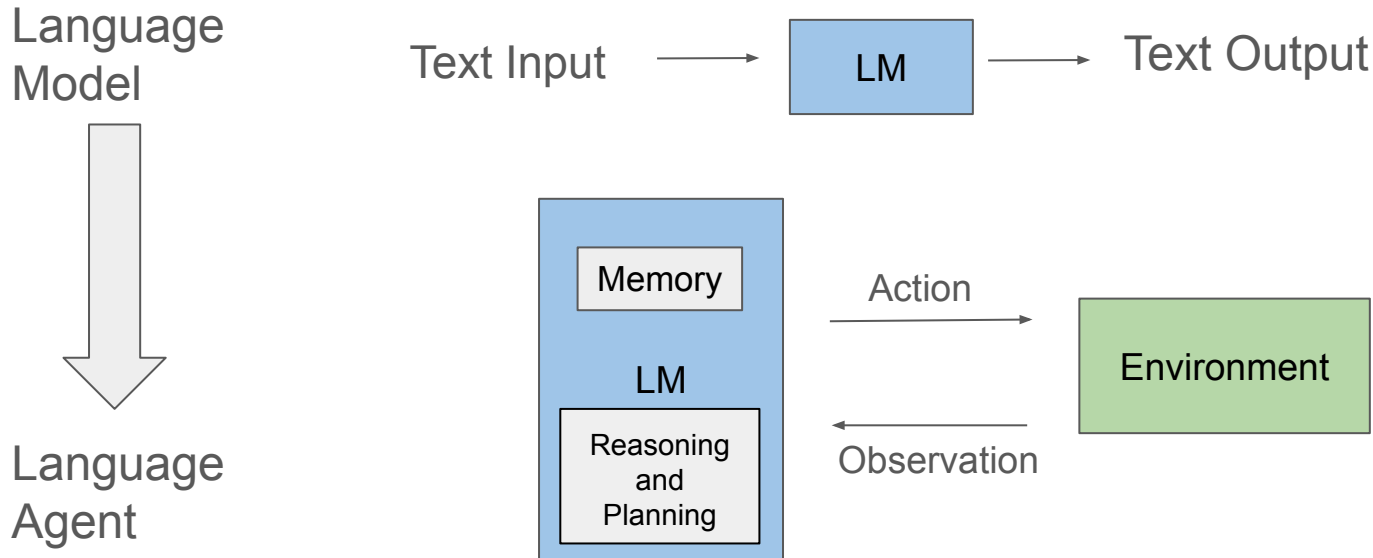 Language
Model
Text Input
LM
Text Output
Memory
LM
Reasoning
and
Planning
Action
Observation
Environment
Language
Agent